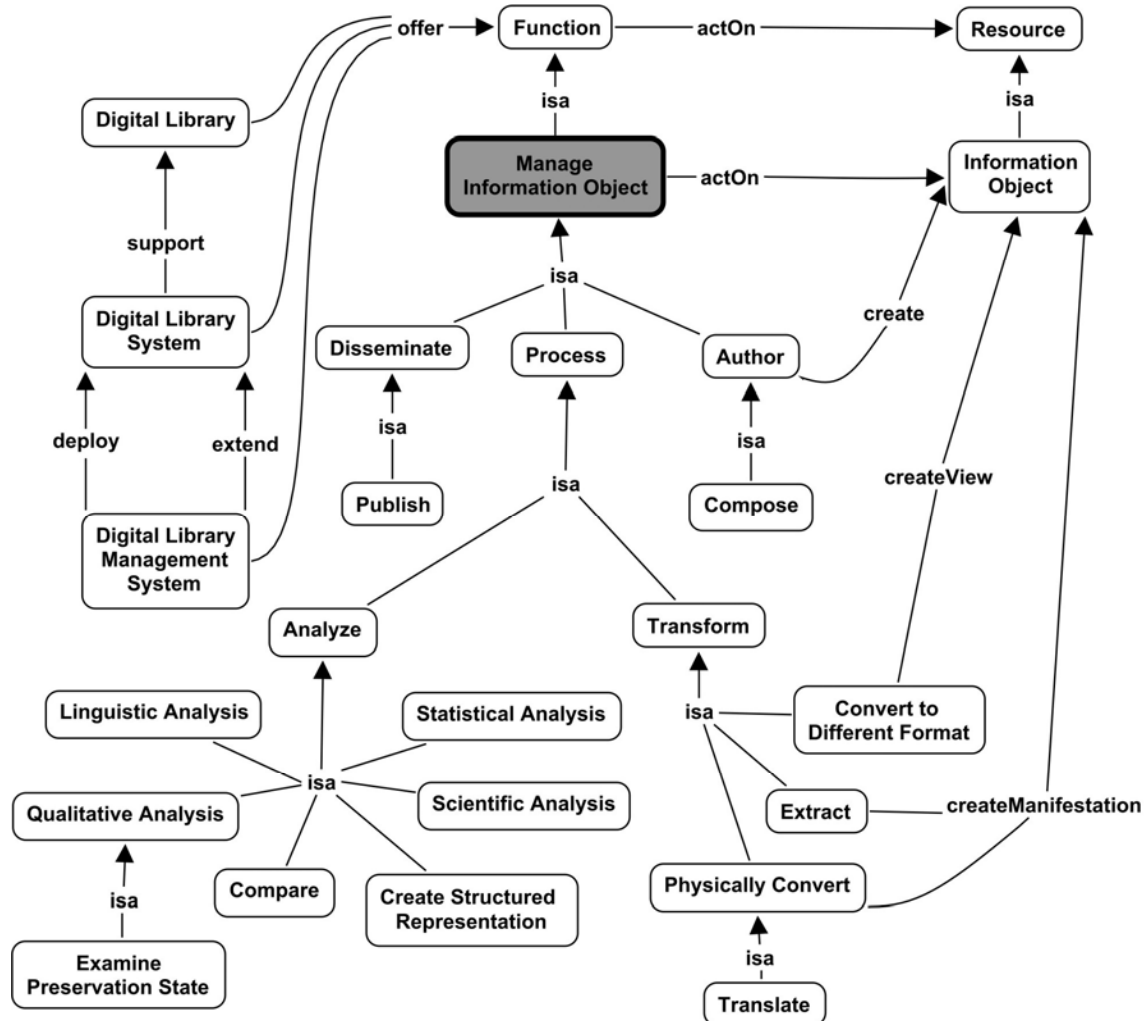 offer
Function
actOn
Resource
isa
isa
Digital Library
Manage
Information Object
actOn
Information
Object
support
isa
Digital Library
System
create
Disseminate
Process
Author
deploy
extend
isa
isa
createView
isa
Publish
Compose
Digital Library
Management
System
Analyze
Transform
Linguistic Analysis
Statistical Analysis
isa
Convert to
Different Format
isa
Qualitative Analysis
Scientific Analysis
Extract
createManifestation
Compare
Create Structured
Representation
Physically Convert
isa
Examine
Preservation State
isa
Translate